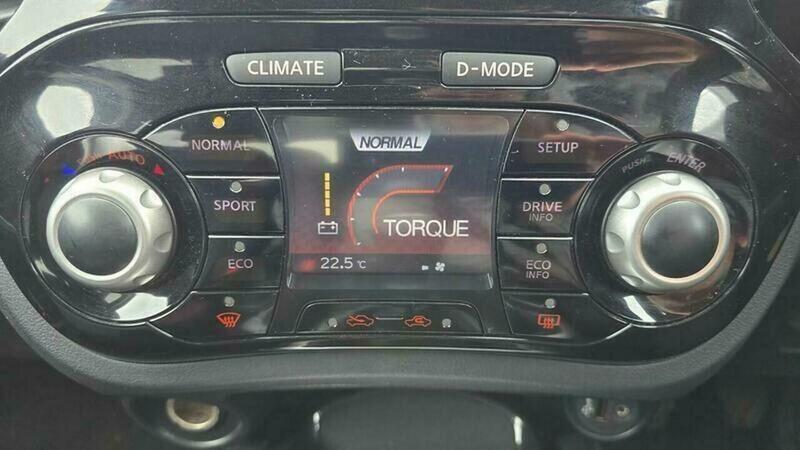 CLIMATE
D-MODE
NORMAL
SPORT
ECO
AUTO
NORMAL
TORQUE
22.5 °C
SETUP
DRIVE
INFO
ECO
INFO
PUSH ENTER